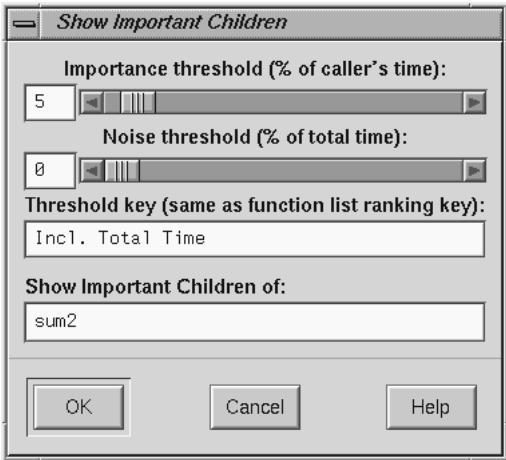 Show Important Children
Importance threshold (% of caller's time):
5
Noise threshold (% of total time):
0
Threshold key (same as function list ranking key):
Incl. Total Time
Show Important Children of:
sum2
OK Cancel Help